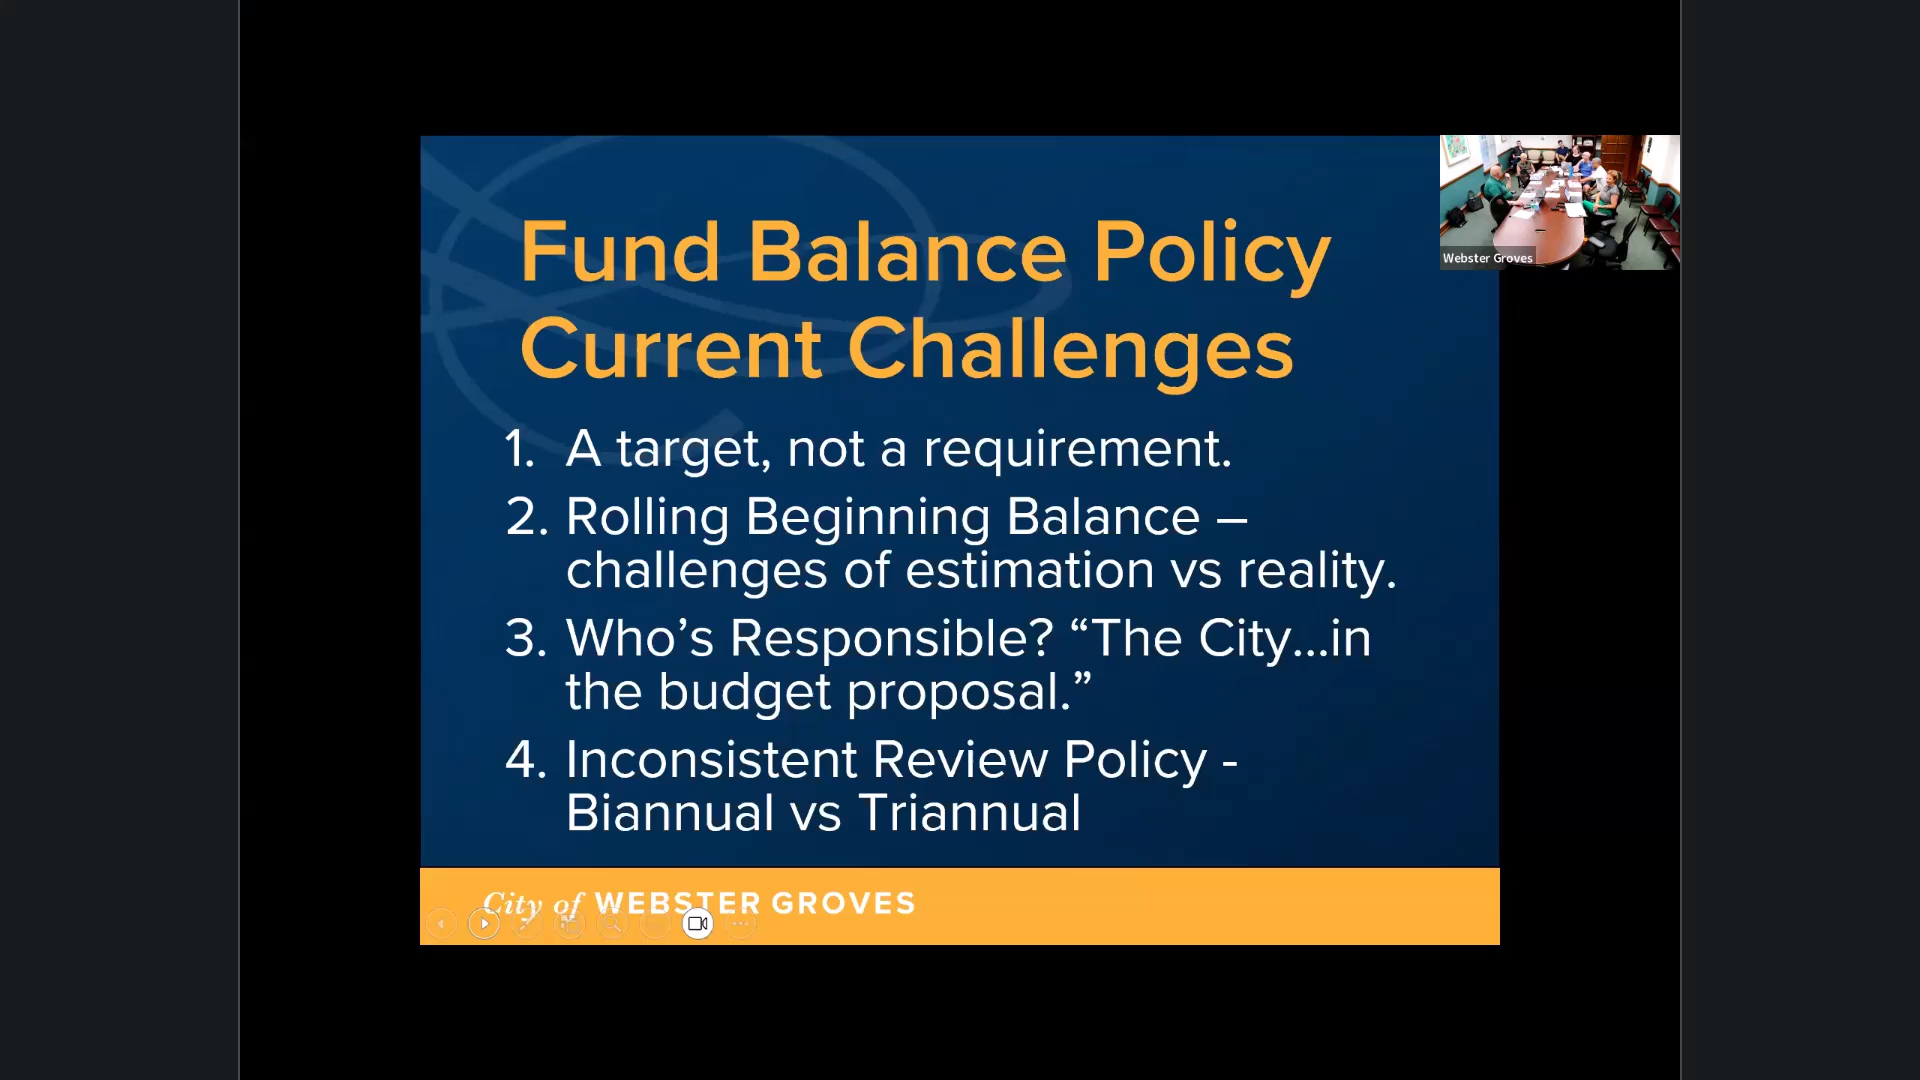 Fund Balance Policy
Current Challenges
1. A target, not a requirement.
2. Rolling Beginning Balance –
challenges of estimation vs reality.
3. Who’s Responsible? “The City...in
the budget proposal.”
4. Inconsistent Review Policy -
Biannual vs Triannual
City of WEBSTER GROVES
Webster Groves